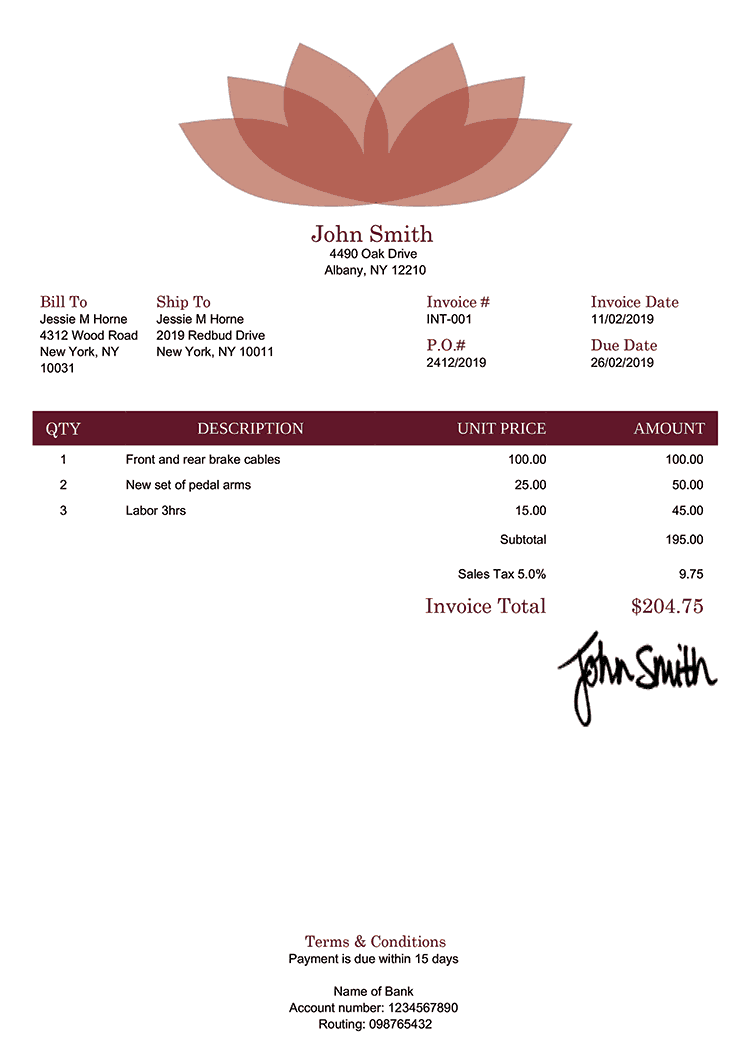 John Smith
4490 Oak Drive
Albany, NY 12210
Bill To
Jessie M Horne
4312 Wood Road
New York, NY
10031
Ship To
Jessie M Horne
2019 Redbud Drive
New York, NY 10011
Invoice #
INT-001
P.O.#
2412/2019
Invoice Date
11/02/2019
Due Date
26/02/2019
QTY DESCRIPTION UNIT PRICE AMOUNT
1 Front and rear brake cables 100.00 100.00
2 New set of pedal arms 25.00 50.00
3 Labor 3hrs 15.00 45.00
Subtotal 195.00
Sales Tax 5.0% 9.75
Invoice Total $204.75
John Smith
Terms & Conditions
Payment is due within 15 days
Name of Bank
Account number: 1234567890
Routing: 098765432